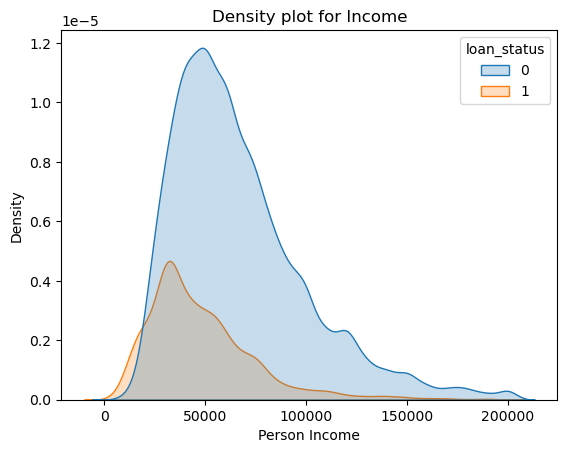 Density plot for Income
1e−5
1.2
1.0
0.8
0.6
0.4
0.2
0.0
Density
0 50000 100000 150000 200000
Person Income
loan_status
0
1